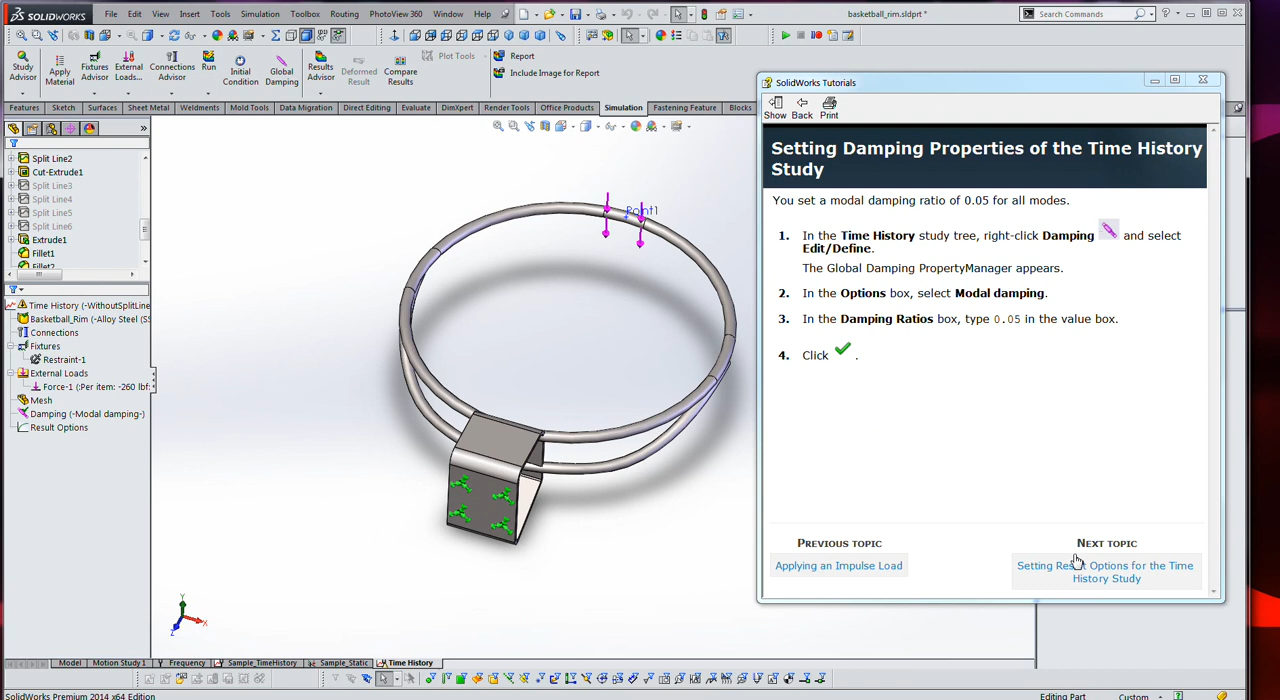 SOLIDWORKS File Edit View Insert Tools Simulation Toolbox Routing PhotoView 360 Window Help basketball_rim.sldprt * Search Commands
Study Advisor
Apply Material
Fixtures Advisor
External Loads...
Connections Advisor
Run
Initial Condition
Global Damping
Results Advisor
Deformed Result
Compare Results
Plot Tools
Report
Include Image for Report
Features Sketch Surfaces Sheet Metal Weldments Mold Tools Data Migration Direct Editing Evaluate DimXpert Render Tools Office Products Simulation Fastening Feature Blocks
Split Line2
Cut-Extrude1
Split Line3
Split Line4
Split Line5
Split Line6
Extrude1
Fillet1
Fillet2
Time History (-WithoutSplitLine
Basketball_Rim (-Alloy Steel (SS
Connections
Fixtures
Restraint-1
External Loads
Force-1 (:Per item: -260 lbf:
Mesh
Damping (-Modal damping-)
Result Options
Point1
Y
X
Z
SolidWorks Tutorials
Show Back Print
Setting Damping Properties of the Time History
Study
You set a modal damping ratio of 0.05 for all modes.
1. In the Time History study tree, right-click Damping and select
Edit/Define.
The Global Damping PropertyManager appears.
2. In the Options box, select Modal damping.
3. In the Damping Ratios box, type 0.05 in the value box.
4. Click .
PREVIOUS TOPIC
Applying an Impulse Load
NEXT TOPIC
Setting Result Options for the Time
History Study
Model Motion Study 1 Frequency Sample_TimeHistory Sample_Static Time History
SolidWorks Premium 2014 x64 Edition Editing Part Custom